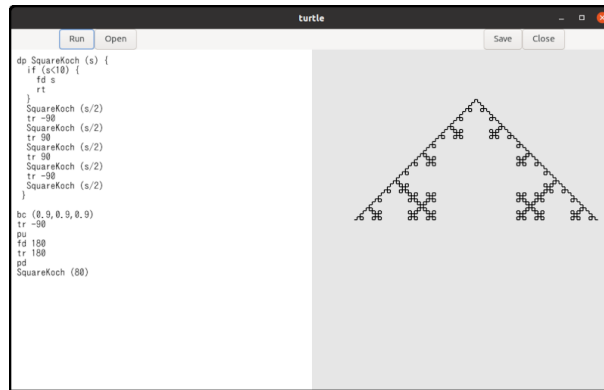 turtle
Run Open Save Close
dp SquareKoch (s) {
if (s<10) {
fd s
rt
}
SquareKoch (s/2)
tr -90
SquareKoch (s/2)
tr 90
SquareKoch (s/2)
tr 90
SquareKoch (s/2)
tr -90
SquareKoch (s/2)
}
bc (0.9,0.9,0.9)
tr -90
pu
fd 180
tr 180
pd
SquareKoch (80)